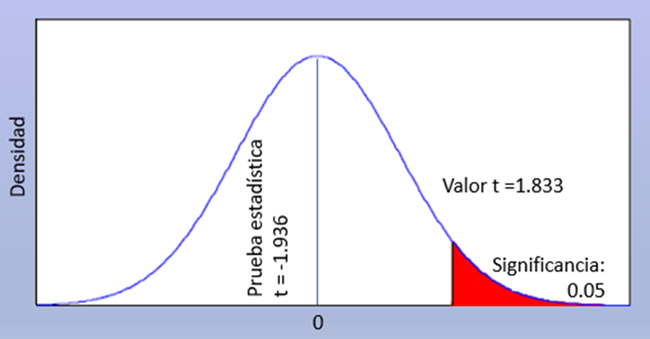 Densidad
Prueba estadística
t = -1.936
Valor t =1.833
Significancia:
0.05
0